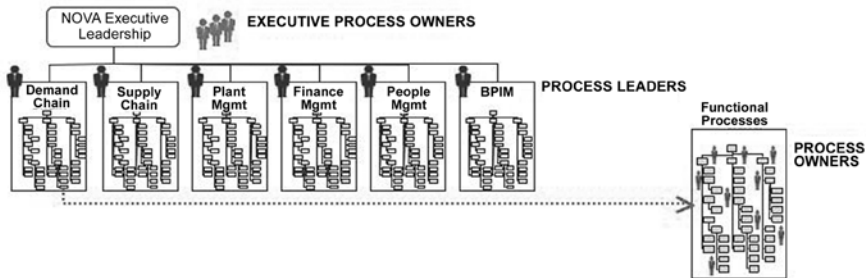 NOVA Executive
Leadership
EXECUTIVE PROCESS OWNERS
Demand
Chain
Supply
Chain
Plant
Mgmt
Finance
Mgmt
People
Mgmt
BPIM
PROCESS LEADERS
Functional
Processes
PROCESS
OWNERS